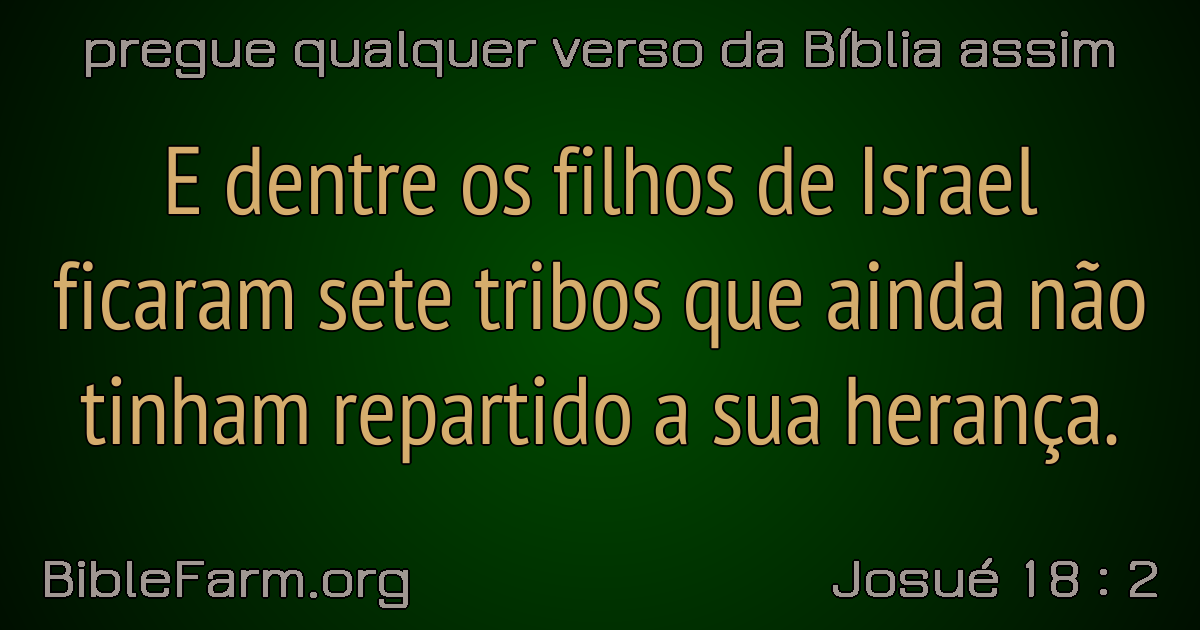 pregue qualquer verso da Bíblia assim
E dentre os filhos de Israel
ficaram sete tribos que ainda não
tinham repartido a sua herança.
BibleFarm.org
Josué 18 : 2